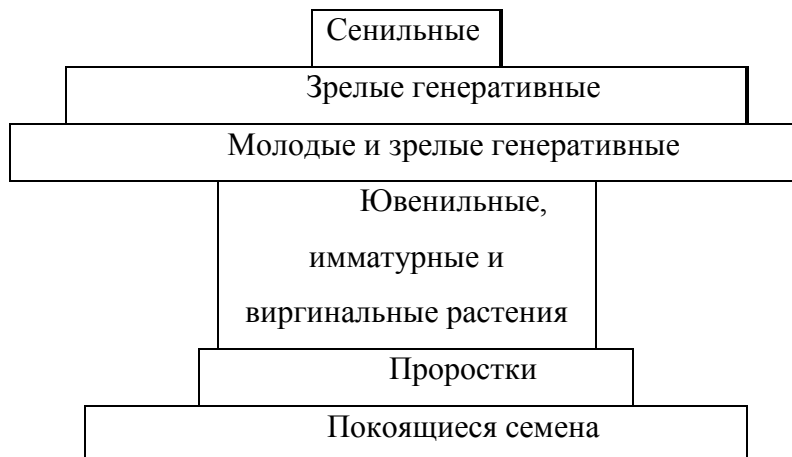 Сенильные
Зрелые генеративные
Молодые и зрелые генеративные
Ювенильные,
имматурные и
виргинальные растения
Проростки
Покоящиеся семена